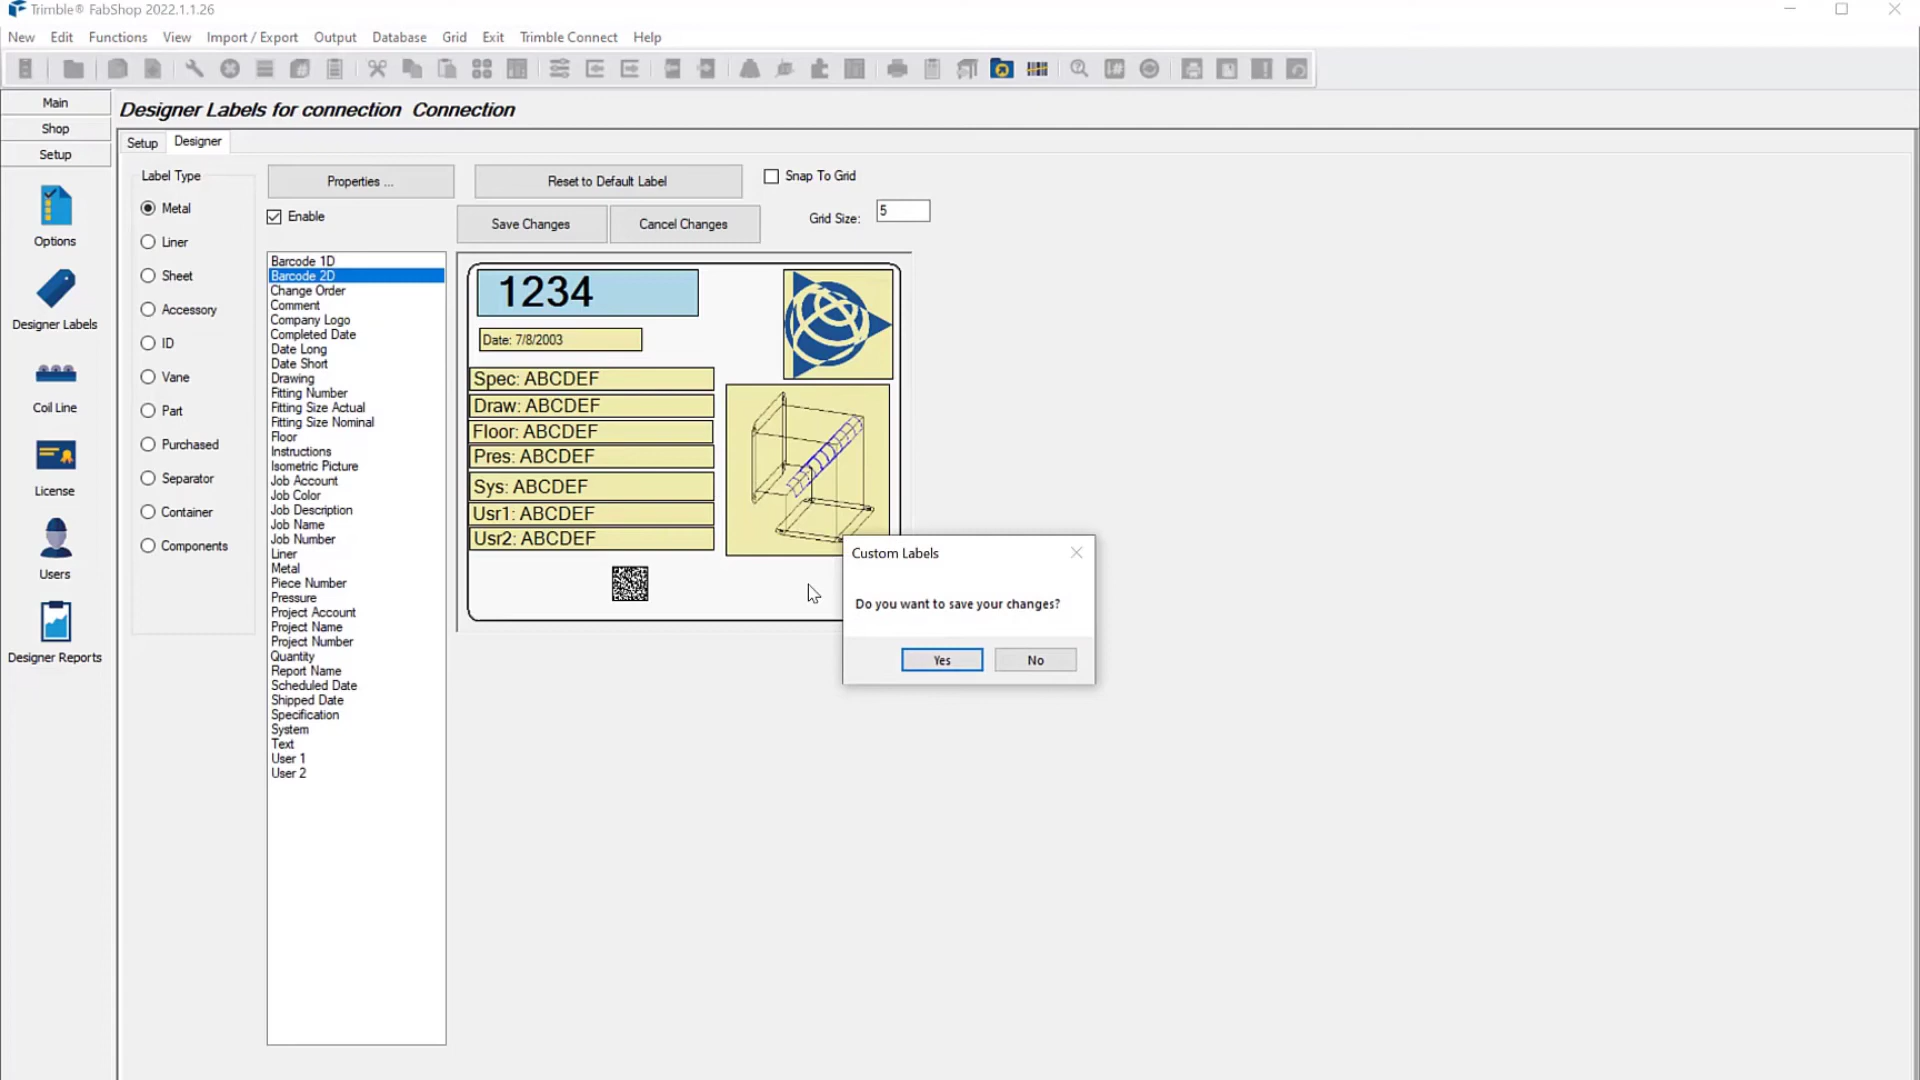 Trimble® FabShop 2022.1.1.26
New Edit Functions View Import / Export Output Database Grid Exit Trimble Connect Help
Main
Shop
Setup
Options
Designer Labels
Coil Line
License
Users
Designer Reports
Designer Labels for connection Connection
Setup Designer
Label Type
Metal
Liner
Sheet
Accessory
ID
Vane
Part
Purchased
Separator
Container
Components
Properties ...
Reset to Default Label
Snap To Grid
Enable
Save Changes
Cancel Changes
Grid Size: 5
Barcode 1D
Barcode 2D
Change Order
Comment
Company Logo
Completed Date
Date Long
Date Short
Drawing
Fitting Number
Fitting Size Actual
Fitting Size Nominal
Floor
Instructions
Isometric Picture
Job Account
Job Color
Job Description
Job Name
Job Number
Liner
Metal
Piece Number
Pressure
Project Account
Project Name
Project Number
Quantity
Report Name
Scheduled Date
Shipped Date
Specification
System
Text
User 1
User 2
1234
Date: 7/8/2003
Spec: ABCDEF
Draw: ABCDEF
Floor: ABCDEF
Pres: ABCDEF
Sys: ABCDEF
Usr1: ABCDEF
Usr2: ABCDEF
Custom Labels
Do you want to save your changes?
Yes No